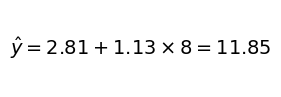 ŷ = 2.81 + 1.13 × 8 = 11.85